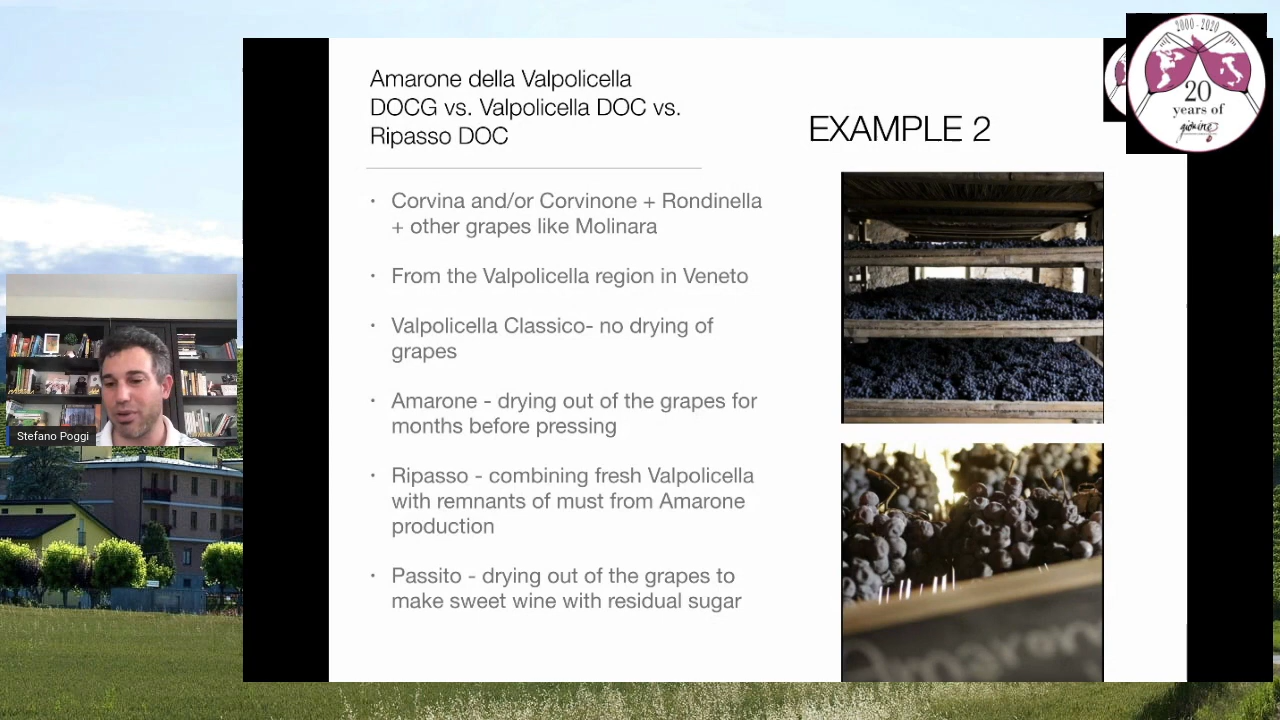 Amarone della Valpolicella
DOCG vs. Valpolicella DOC vs.
Ripasso DOC
EXAMPLE 2
• Corvina and/or Corvinone + Rondinella
+ other grapes like Molinara
• From the Valpolicella region in Veneto
• Valpolicella Classico- no drying of
grapes
• Amarone - drying out of the grapes for
months before pressing
• Ripasso - combining fresh Valpolicella
with remnants of must from Amarone
production
• Passito - drying out of the grapes to
make sweet wine with residual sugar
Stefano Poggi
2000-2020
20
years of